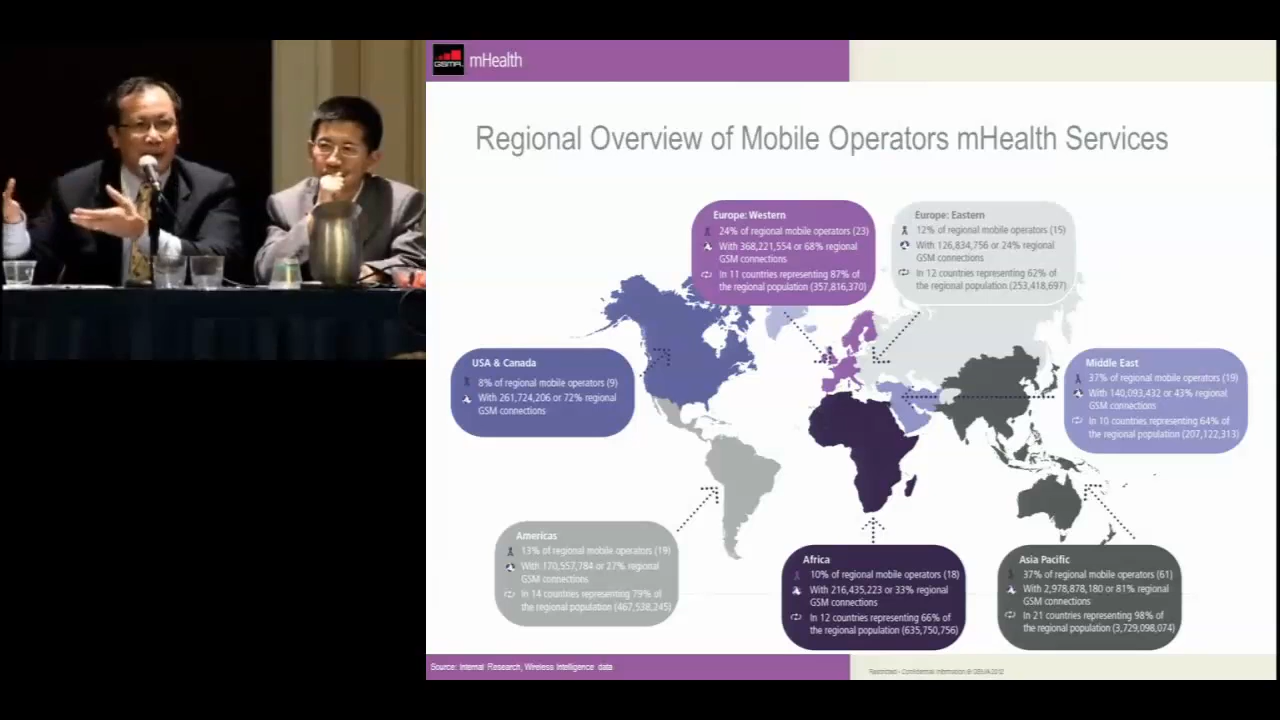 GSMA
mHealth
Regional Overview of Mobile Operators mHealth Services
Europe: Western
24% of regional mobile operators (23)
With 368,221,554 or 68% regional
GSM connections
In 11 countries representing 87% of
the regional population (357,816,370)
Europe: Eastern
12% of regional mobile operators (15)
With 126,834,756 or 24% regional
GSM connections
In 12 countries representing 62% of
the regional population (253,418,697)
USA & Canada
8% of regional mobile operators (9)
With 261,724,206 or 72% regional
GSM connections
Middle East
37% of regional mobile operators (19)
With 140,093,432 or 43% regional
GSM connections
In 10 countries representing 64% of
the regional population (207,122,313)
Americas
13% of regional mobile operators (19)
With 170,557,784 or 27% regional
GSM connections
In 14 countries representing 79% of
the regional population (467,538,245)
Africa
10% of regional mobile operators (18)
With 216,435,223 or 33% regional
GSM connections
In 12 countries representing 66% of
the regional population (635,750,756)
Asia Pacific
37% of regional mobile operators (61)
With 2,978,878,180 or 81% regional
GSM connections
In 21 countries representing 98% of
the regional population (3,729,098,074)
Source: Internal Research, Wireless Intelligence data
Restricted - Confidential Information © GSMA 2012